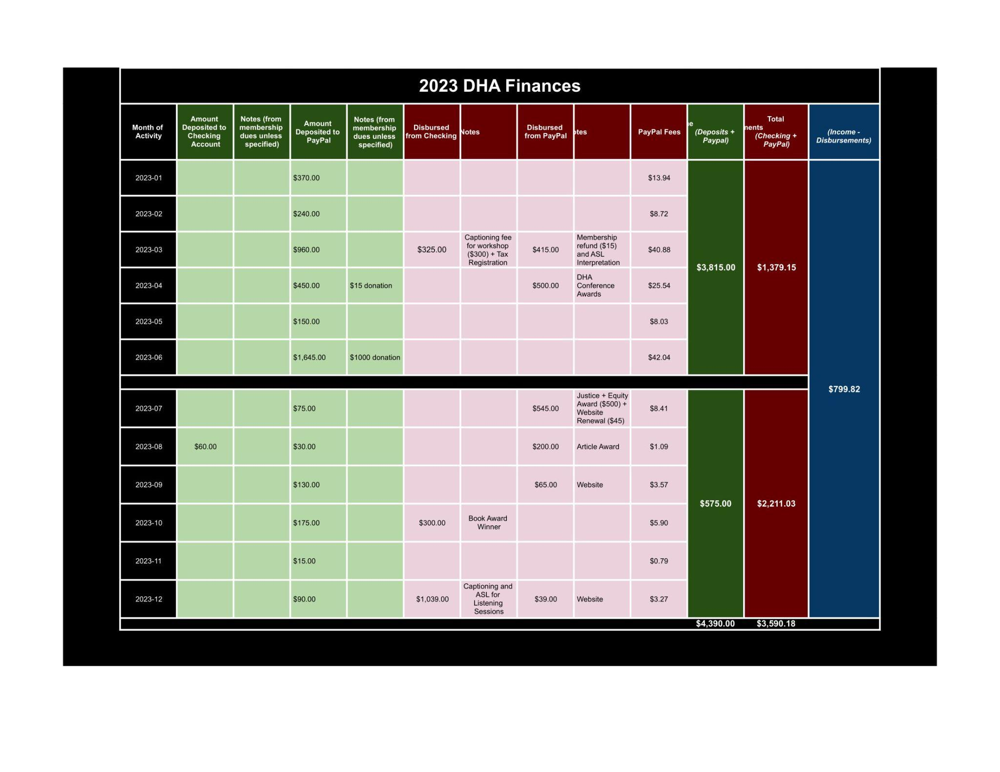 2023 DHA Finances
Month of
Activity
Amount
Deposited to
Checking
Account
Notes (from
membership
dues unless
specified)
Amount
Deposited to
PayPal
Notes (from
membership
dues unless
specified)
Disbursed
from Checking
Notes
Disbursed
from PayPal
otes
PayPal Fees
ne
(Deposits +
Paypal)
Total
ments
(Checking +
PayPal)
(Income -
Disbursements)
2023-01
$370.00
$13.94
2023-02
$240.00
$8.72
2023-03
$960.00
$325.00
Captioning fee
for workshop
($300) + Tax
Registration
$415.00
Membership
refund ($15)
and ASL
Interpretation
$40.88
$3,815.00
$1,379.15
2023-04
$450.00
$15 donation
$500.00
DHA
Conference
Awards
$25.54
2023-05
$150.00
$8.03
2023-06
$1,645.00
$1000 donation
$42.04
$799.82
2023-07
$75.00
$545.00
Justice + Equity
Award ($500) +
Website
Renewal ($45)
$8.41
2023-08
$60.00
$30.00
$200.00
Article Award
$1.09
2023-09
$130.00
$65.00
Website
$3.57
$575.00
$2,211.03
2023-10
$175.00
$300.00
Book Award
Winner
$5.90
2023-11
$15.00
$0.79
2023-12
$90.00
$1,039.00
Captioning and
ASL for
Listening
Sessions
$39.00
Website
$3.27
$4,390.00
$3,590.18